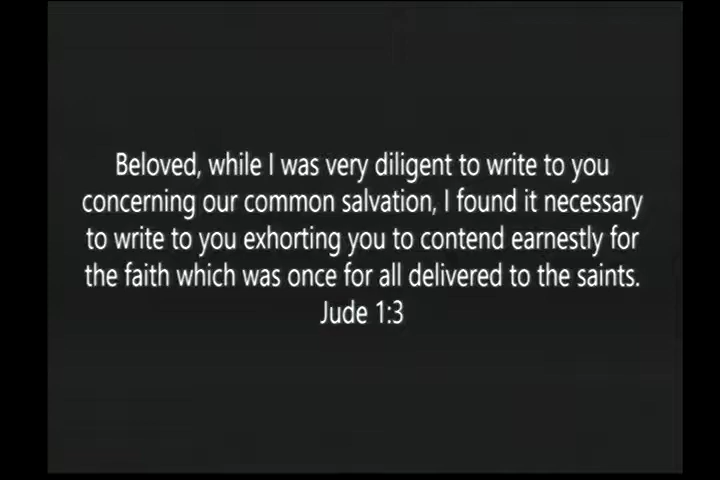 Beloved, while I was very diligent to write to you
concerning our common salvation, I found it necessary
to write to you exhorting you to contend earnestly for
the faith which was once for all delivered to the saints.
Jude 1:3